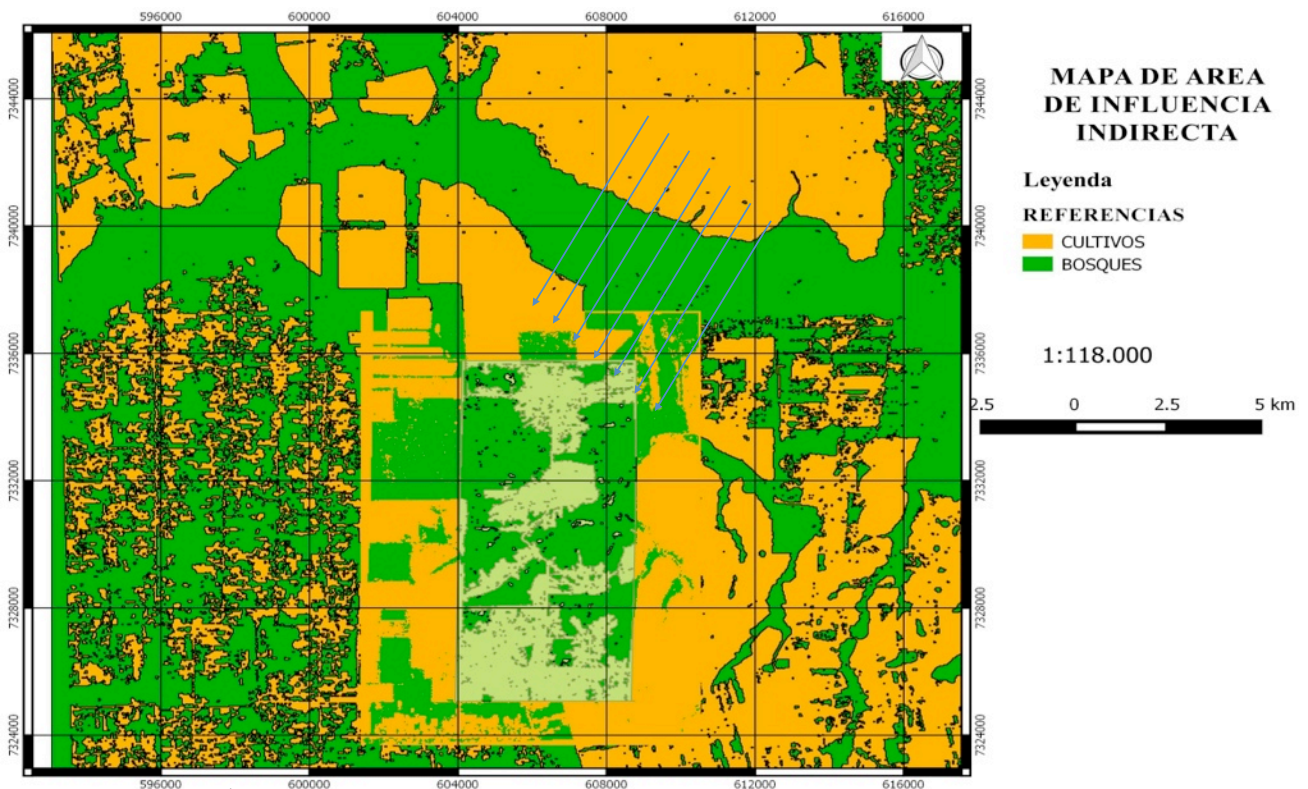 596000 600000 604000 608000 612000 616000
MAPA DE AREA
DE INFLUENCIA
INDIRECTA
Leyenda
REFERENCIAS
CULTIVOS
BOSQUES
1:118.000
2.5 0 2.5 5 km
7344000 7344000
7340000 7340000
7336000 7336000
7332000 7332000
7328000 7328000
7324000 7324000
596000 600000 604000 608000 612000 616000